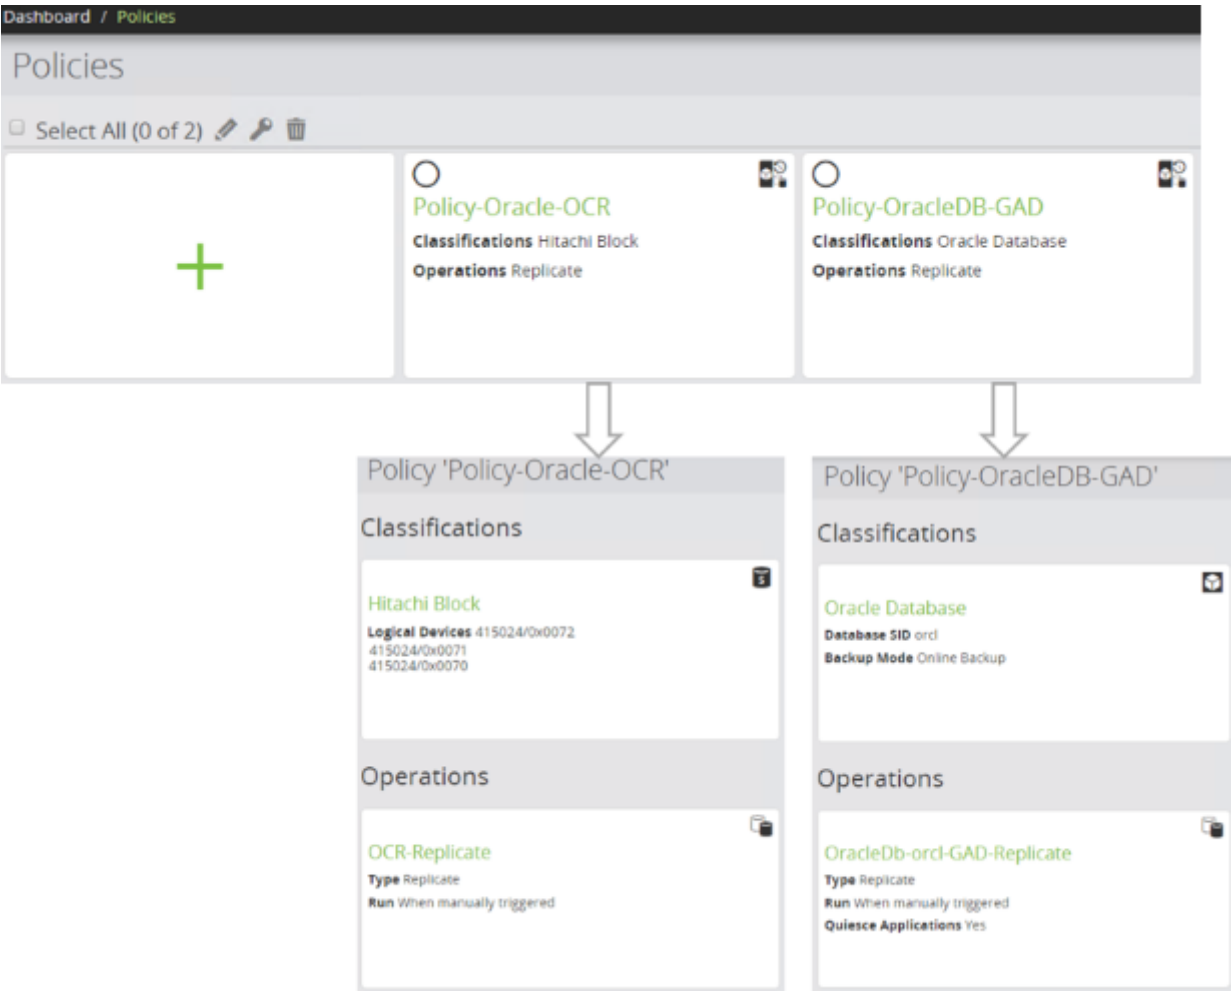 Dashboard / Policies
Policies
Select All (0 of 2)
Policy-Oracle-OCR
Classifications Hitachi Block
Operations Replicate
Policy-OracleDB-GAD
Classifications Oracle Database
Operations Replicate
Policy 'Policy-Oracle-OCR'
Classifications
Hitachi Block
Logical Devices 415024/0x0072
415024/0x0071
415024/0x0070
Operations
OCR-Replicate
Type Replicate
Run When manually triggered
Policy 'Policy-OracleDB-GAD'
Classifications
Oracle Database
Database SID orcl
Backup Mode Online Backup
Operations
OracleDb-orcl-GAD-Replicate
Type Replicate
Run When manually triggered
Quiesce Applications Yes